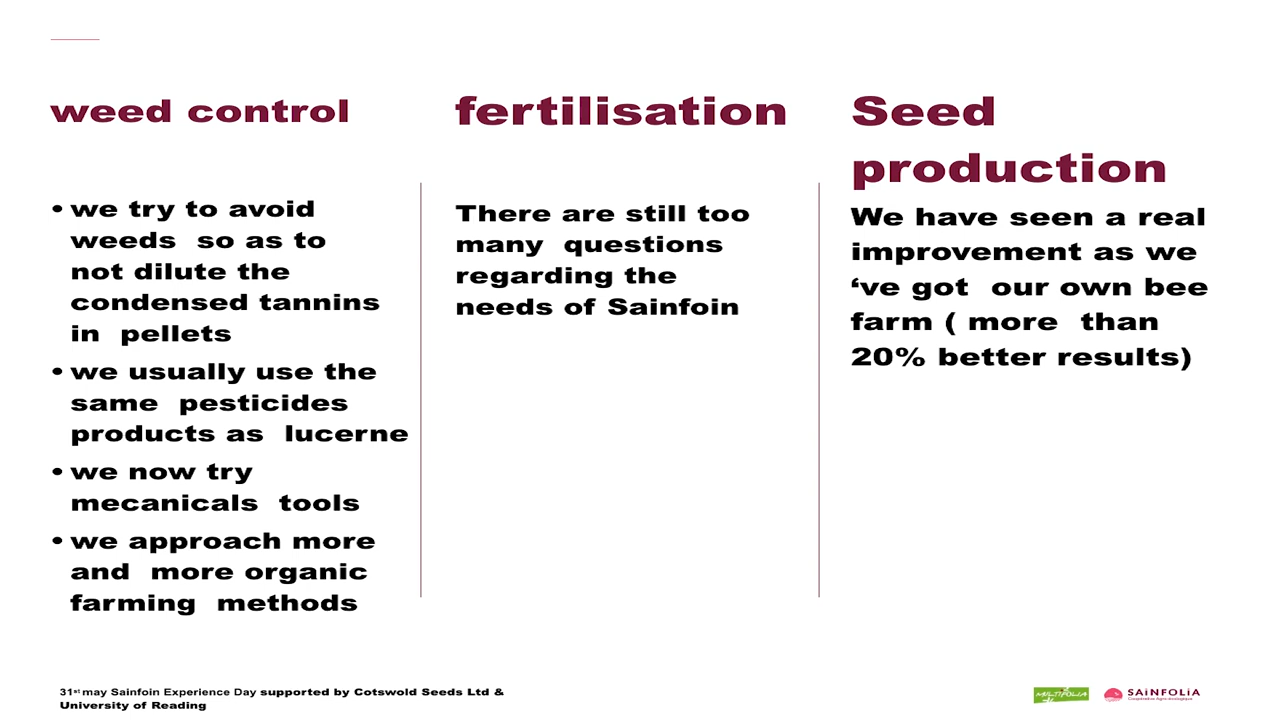 weed control
• we try to avoid
weeds so as to
not dilute the
condensed tannins
in pellets
• we usually use the
same pesticides
products as lucerne
• we now try
mecanicals tools
• we approach more
and more organic
farming methods
fertilisation
There are still too
many questions
regarding the
needs of Sainfoin
Seed
production
We have seen a real
improvement as we
‘ve got our own bee
farm ( more than
20% better results)
31st may Sainfoin Experience Day supported by Cotswold Seeds Ltd &
University of Reading
MULTIFOLIA
SAINFOLIA